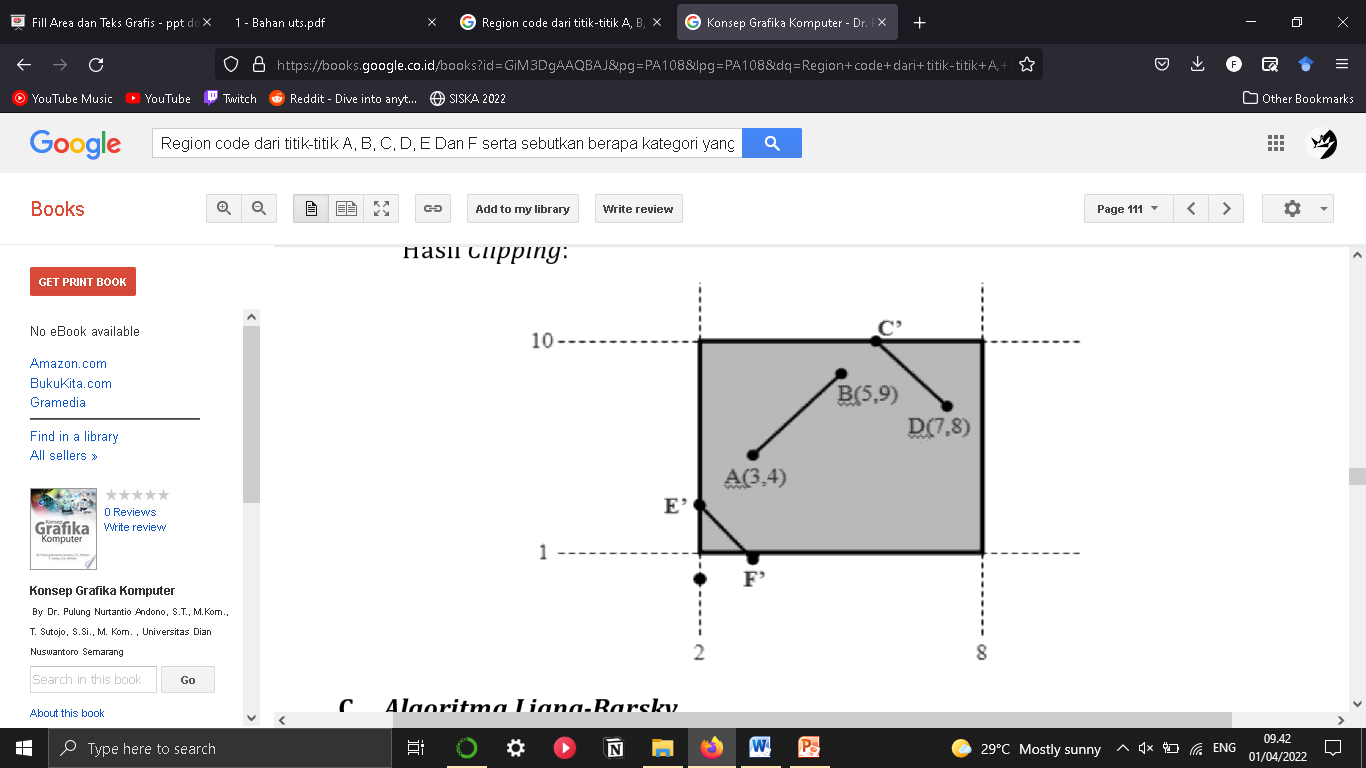 Fill Area dan Teks Grafis - ppt do
1 - Bahan uts.pdf
Region code dari titik-titik A, B,
Konsep Grafika Komputer - Dr. P
https://books.google.co.id/books?id=GiM3DgAAQBAJ&pg=PA108&lpg=PA108&dq=Region+code+dari+titik-titik+A,+
YouTube Music
YouTube
Twitch
Reddit - Dive into anyt...
SISKA 2022
Other Bookmarks
Google
Region code dari titik-titik A, B, C, D, E Dan F serta sebutkan berapa kategori yang
Books
Add to my library
Write review
Page 111
GET PRINT BOOK
No eBook available
Amazon.com
BukuKita.com
Gramedia
Find in a library
All sellers »
Konsep
Grafika
Komputer
0 Reviews
Write review
Konsep Grafika Komputer
By Dr. Pulung Nurtantio Andono, S.T., M.Kom.,
T. Sutojo, S.Si., M. Kom. , Universitas Dian
Nuswantoro Semarang
Search in this book
Go
About this book
Hasil Clipping:
C'
10
B(5,9)
D(7,8)
A(3,4)
E'
1
F'
2
8
C. Algoritma Liang-Barsky
Type here to search
29°C Mostly sunny
ENG
09.42
01/04/2022